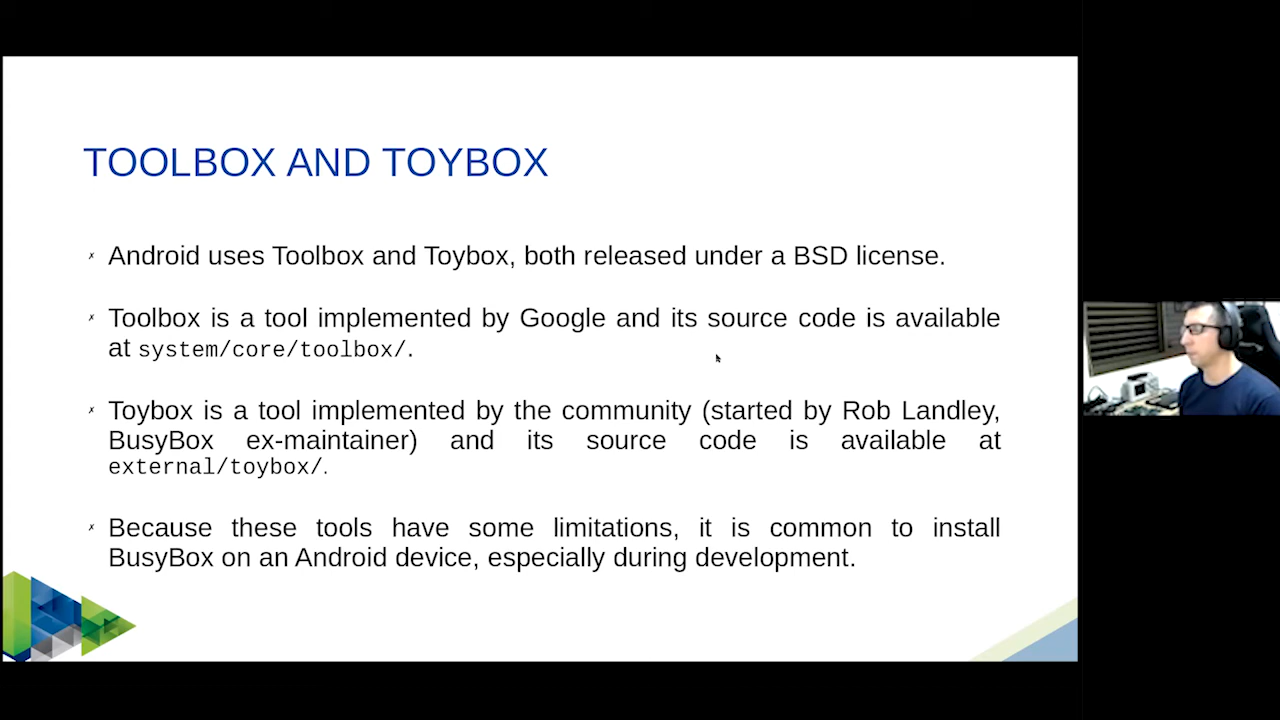 TOOLBOX AND TOYBOX
✗ Android uses Toolbox and Toybox, both released under a BSD license.
✗ Toolbox is a tool implemented by Google and its source code is available
at system/core/toolbox/.
✗ Toybox is a tool implemented by the community (started by Rob Landley,
BusyBox ex-maintainer) and its source code is available at
external/toybox/.
✗ Because these tools have some limitations, it is common to install
BusyBox on an Android device, especially during development.